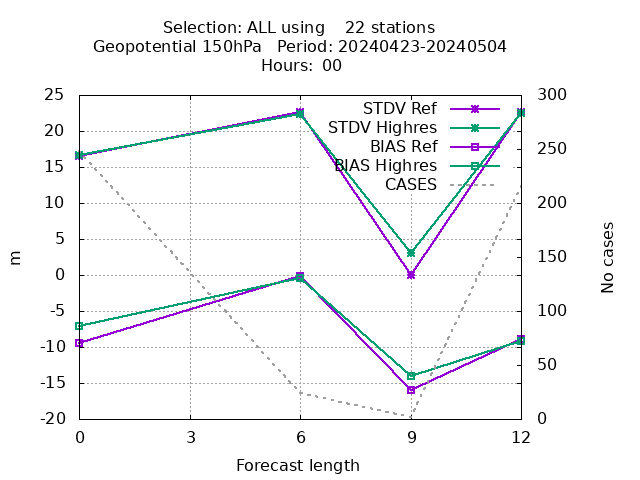 Selection: ALL using    22 stations
Geopotential 150hPa   Period: 20240423-20240504
Hours: 00
STDV Ref
STDV Highres
BIAS Ref
BIAS Highres
CASES
25
20
15
10
5
0
-5
-10
-15
-20
m
300
250
200
150
100
50
0
No cases
0 3 6 9 12
Forecast length